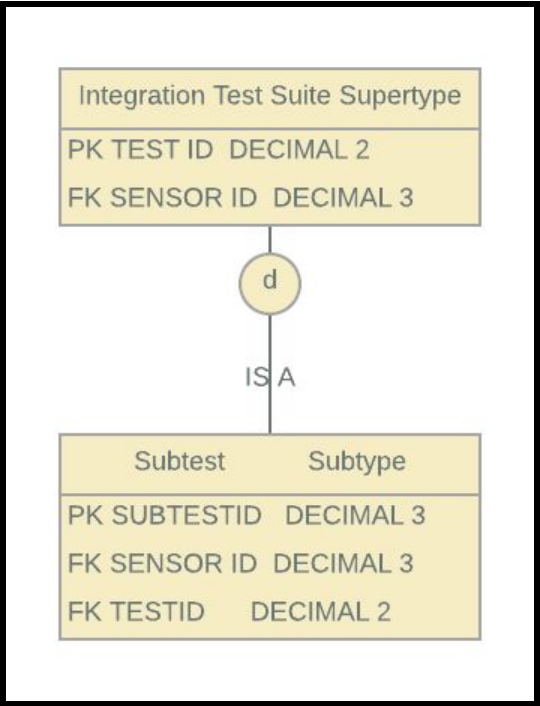 Integration Test Suite Supertype
PK TEST ID DECIMAL 2
FK SENSOR ID DECIMAL 3
d
IS A
Subtest Subtype
PK SUBTESTID DECIMAL 3
FK SENSOR ID DECIMAL 3
FK TESTID DECIMAL 2